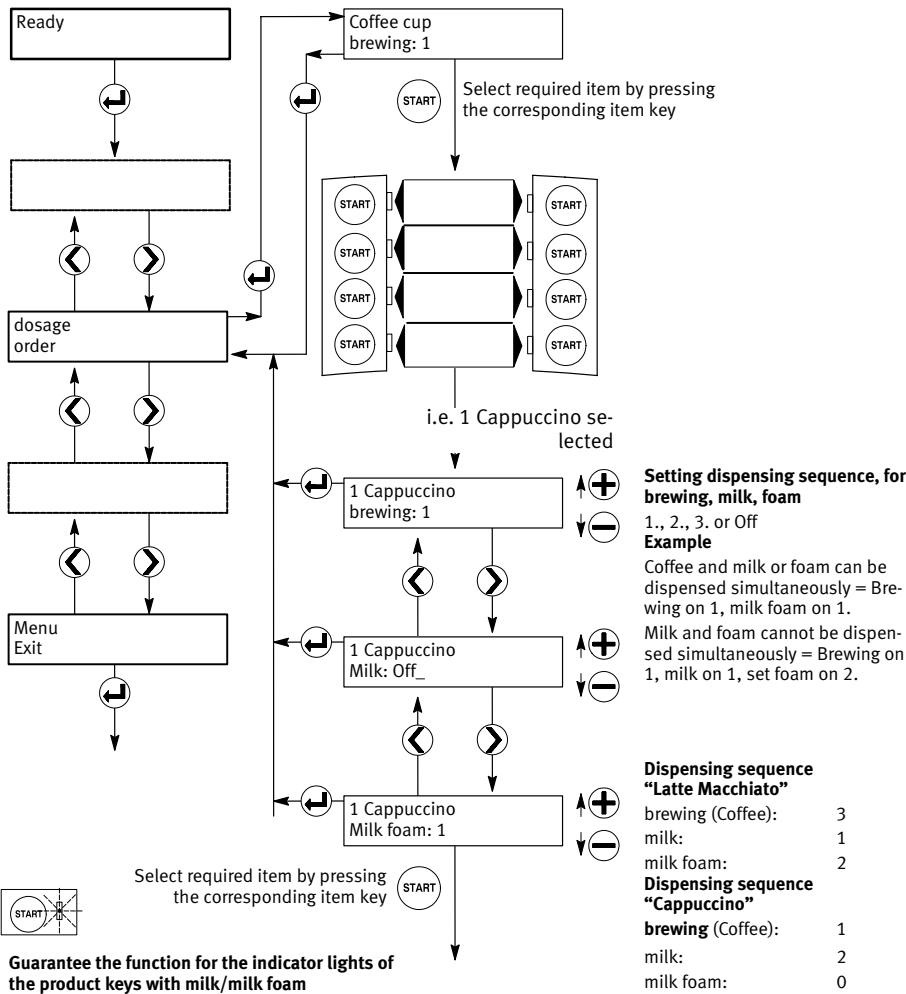 Ready
Coffee cup
brewing: 1
START
Select required item by pressing
the corresponding item key
START
START
START
START
START
START
START
START
dosage
order
i.e. 1 Cappuccino se-
lected
1 Cappuccino
brewing: 1
Setting dispensing sequence, for
brewing, milk, foam
1., 2., 3. or Off
Example
Coffee and milk or foam can be
dispensed simultaneously = Bre-
wing on 1, milk foam on 1.
Milk and foam cannot be dispen-
sed simultaneously = Brewing on
1, milk on 1, set foam on 2.
Menu
Exit
1 Cappuccino
Milk: Off_
1 Cappuccino
Milk foam: 1
Dispensing sequence
“Latte Macchiato”
brewing (Coffee): 3
milk: 1
milk foam: 2
Dispensing sequence
“Cappuccino”
brewing (Coffee): 1
milk: 2
milk foam: 0
Select required item by pressing
the corresponding item key
START
START
Guarantee the function for the indicator lights of
the product keys with milk/milk foam